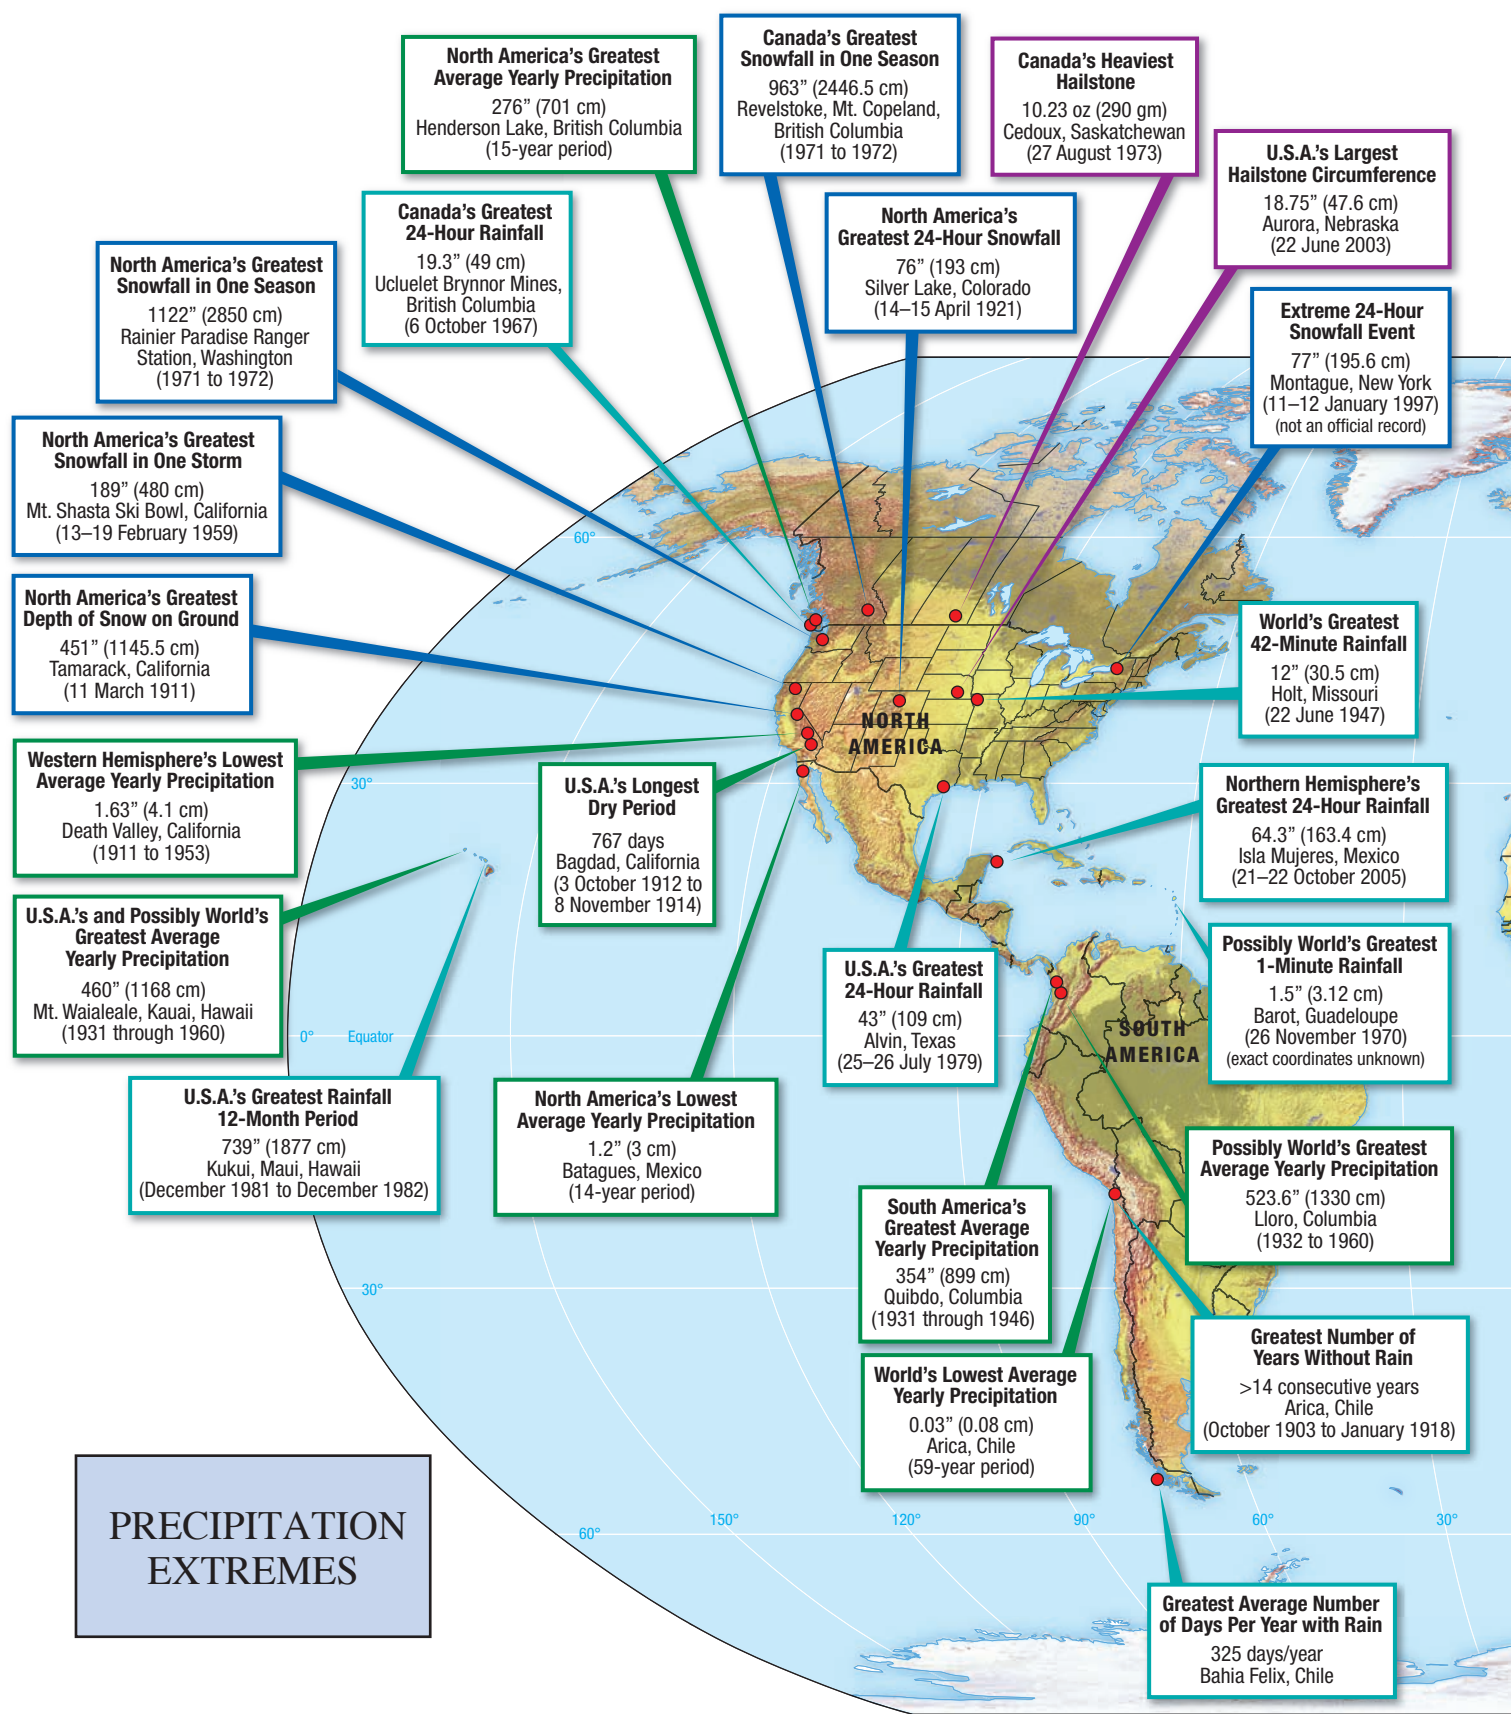 North America's Greatest
Average Yearly Precipitation
276” (701 cm)
Henderson Lake, British Columbia
(15-year period)
Canada's Greatest
Snowfall in One Season
963” (2446.5 cm)
Revelstoke, Mt. Copeland,
British Columbia
(1971 to 1972)
Canada's Heaviest
Hailstone
10.23 oz (290 gm)
Cedoux, Saskatchewan
(27 August 1973)
U.S.A.'s Largest
Hailstone Circumference
18.75” (47.6 cm)
Aurora, Nebraska
(22 June 2003)
Canada's Greatest
24-Hour Rainfall
19.3” (49 cm)
Ucluelet Brynnor Mines,
British Columbia
(6 October 1967)
North America's
Greatest 24-Hour Snowfall
76” (193 cm)
Silver Lake, Colorado
(14–15 April 1921)
North America's Greatest
Snowfall in One Season
1122” (2850 cm)
Rainier Paradise Ranger
Station, Washington
(1971 to 1972)
Extreme 24-Hour
Snowfall Event
77” (195.6 cm)
Montague, New York
(11–12 January 1997)
(not an official record)
North America's Greatest
Snowfall in One Storm
189” (480 cm)
Mt. Shasta Ski Bowl, California
(13–19 February 1959)
60°
North America's Greatest
Depth of Snow on Ground
451” (1145.5 cm)
Tamarack, California
(11 March 1911)
World's Greatest
42-Minute Rainfall
12” (30.5 cm)
Holt, Missouri
(22 June 1947)
NORTH
AMERICA
Western Hemisphere's Lowest
Average Yearly Precipitation
1.63” (4.1 cm)
Death Valley, California
(1911 to 1953)
30°
U.S.A.'s Longest
Dry Period
767 days
Bagdad, California
(3 October 1912 to
8 November 1914)
Northern Hemisphere's
Greatest 24-Hour Rainfall
64.3” (163.4 cm)
Isla Mujeres, Mexico
(21–22 October 2005)
U.S.A.'s and Possibly World's
Greatest Average
Yearly Precipitation
460” (1168 cm)
Mt. Waialeale, Kauai, Hawaii
(1931 through 1960)
U.S.A.'s Greatest
24-Hour Rainfall
43” (109 cm)
Alvin, Texas
(25–26 July 1979)
Possibly World's Greatest
1-Minute Rainfall
1.5” (3.12 cm)
Barot, Guadeloupe
(26 November 1970)
(exact coordinates unknown)
0° Equator
SOUTH
AMERICA
U.S.A.'s Greatest Rainfall
12-Month Period
739” (1877 cm)
Kukui, Maui, Hawaii
(December 1981 to December 1982)
North America's Lowest
Average Yearly Precipitation
1.2” (3 cm)
Batagues, Mexico
(14-year period)
Possibly World's Greatest
Average Yearly Precipitation
523.6” (1330 cm)
Lloro, Columbia
(1932 to 1960)
South America's
Greatest Average
Yearly Precipitation
354” (899 cm)
Quibdo, Columbia
(1931 through 1946)
30°
Greatest Number of
Years Without Rain
>14 consecutive years
Arica, Chile
(October 1903 to January 1918)
World's Lowest Average
Yearly Precipitation
0.03” (0.08 cm)
Arica, Chile
(59-year period)
PRECIPITATION
EXTREMES
60° 150° 120° 90° 60° 30°
Greatest Average Number
of Days Per Year with Rain
325 days/year
Bahia Felix, Chile